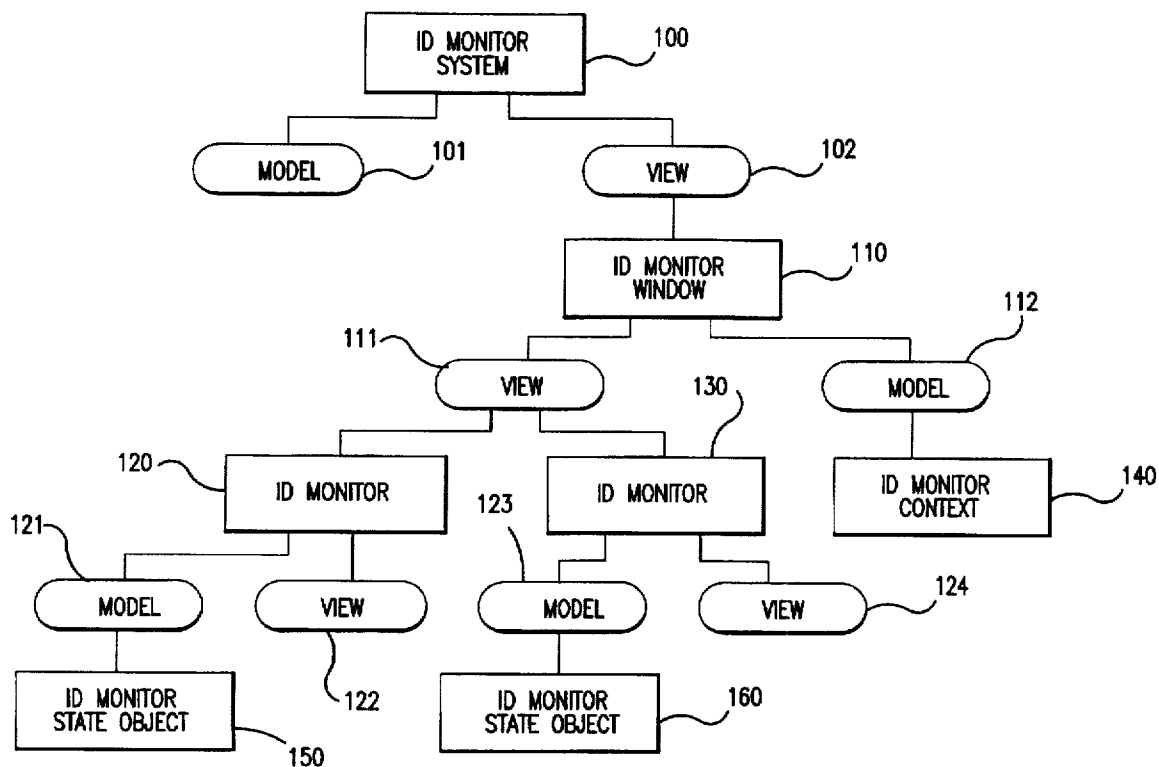 ID MONITOR
SYSTEM
100
MODEL
101
VIEW
102
ID MONITOR
WINDOW
110
111
VIEW
112
MODEL
130
120
ID MONITOR
ID MONITOR
ID MONITOR
CONTEXT
140
121
MODEL
VIEW
122
123
MODEL
VIEW
124
ID MONITOR
STATE OBJECT
150
ID MONITOR
STATE OBJECT
160